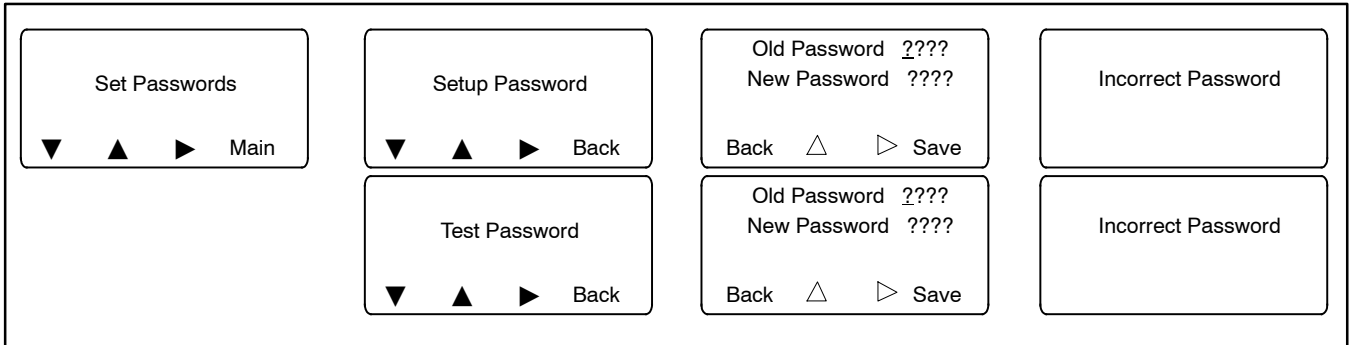 Set Passwords
▼ ▲ ▶ Main
Setup Password
▼ ▲ ▶ Back
Old Password ????
New Password ????
Back △ ▷ Save
Incorrect Password
Test Password
▼ ▲ ▶ Back
Old Password ????
New Password ????
Back △ ▷ Save
Incorrect Password